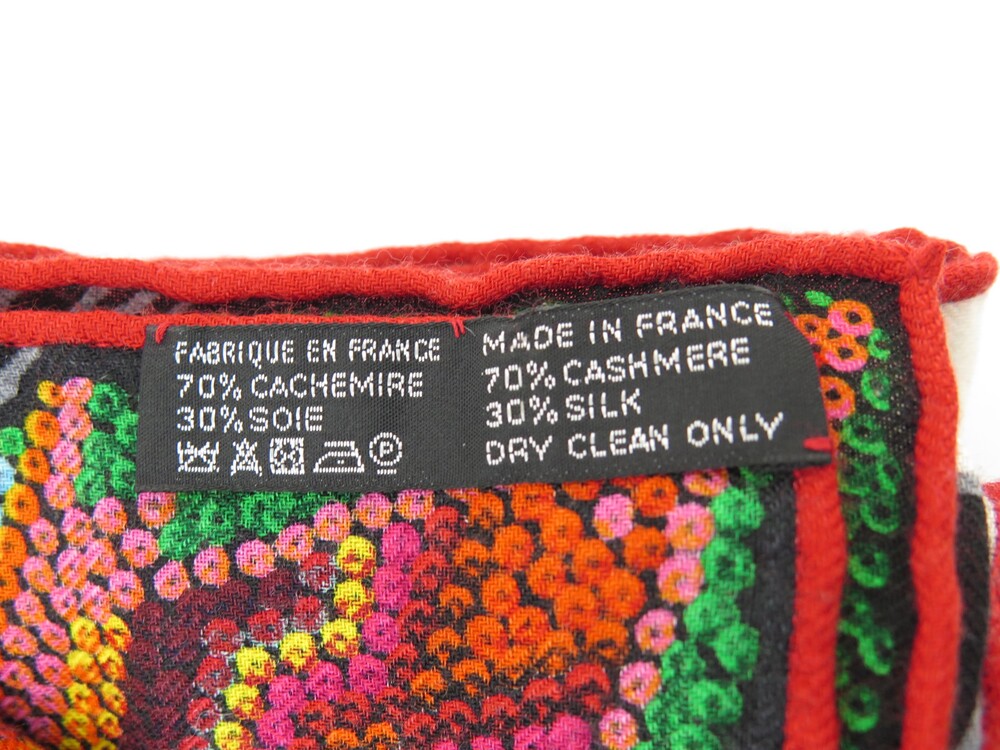 FABRIQUE EN FRANCE
70% CACHEMIRE
30% SOIE
P
MADE IN FRANCE
70% CASHMERE
30% SILK
DRY CLEAN ONLY